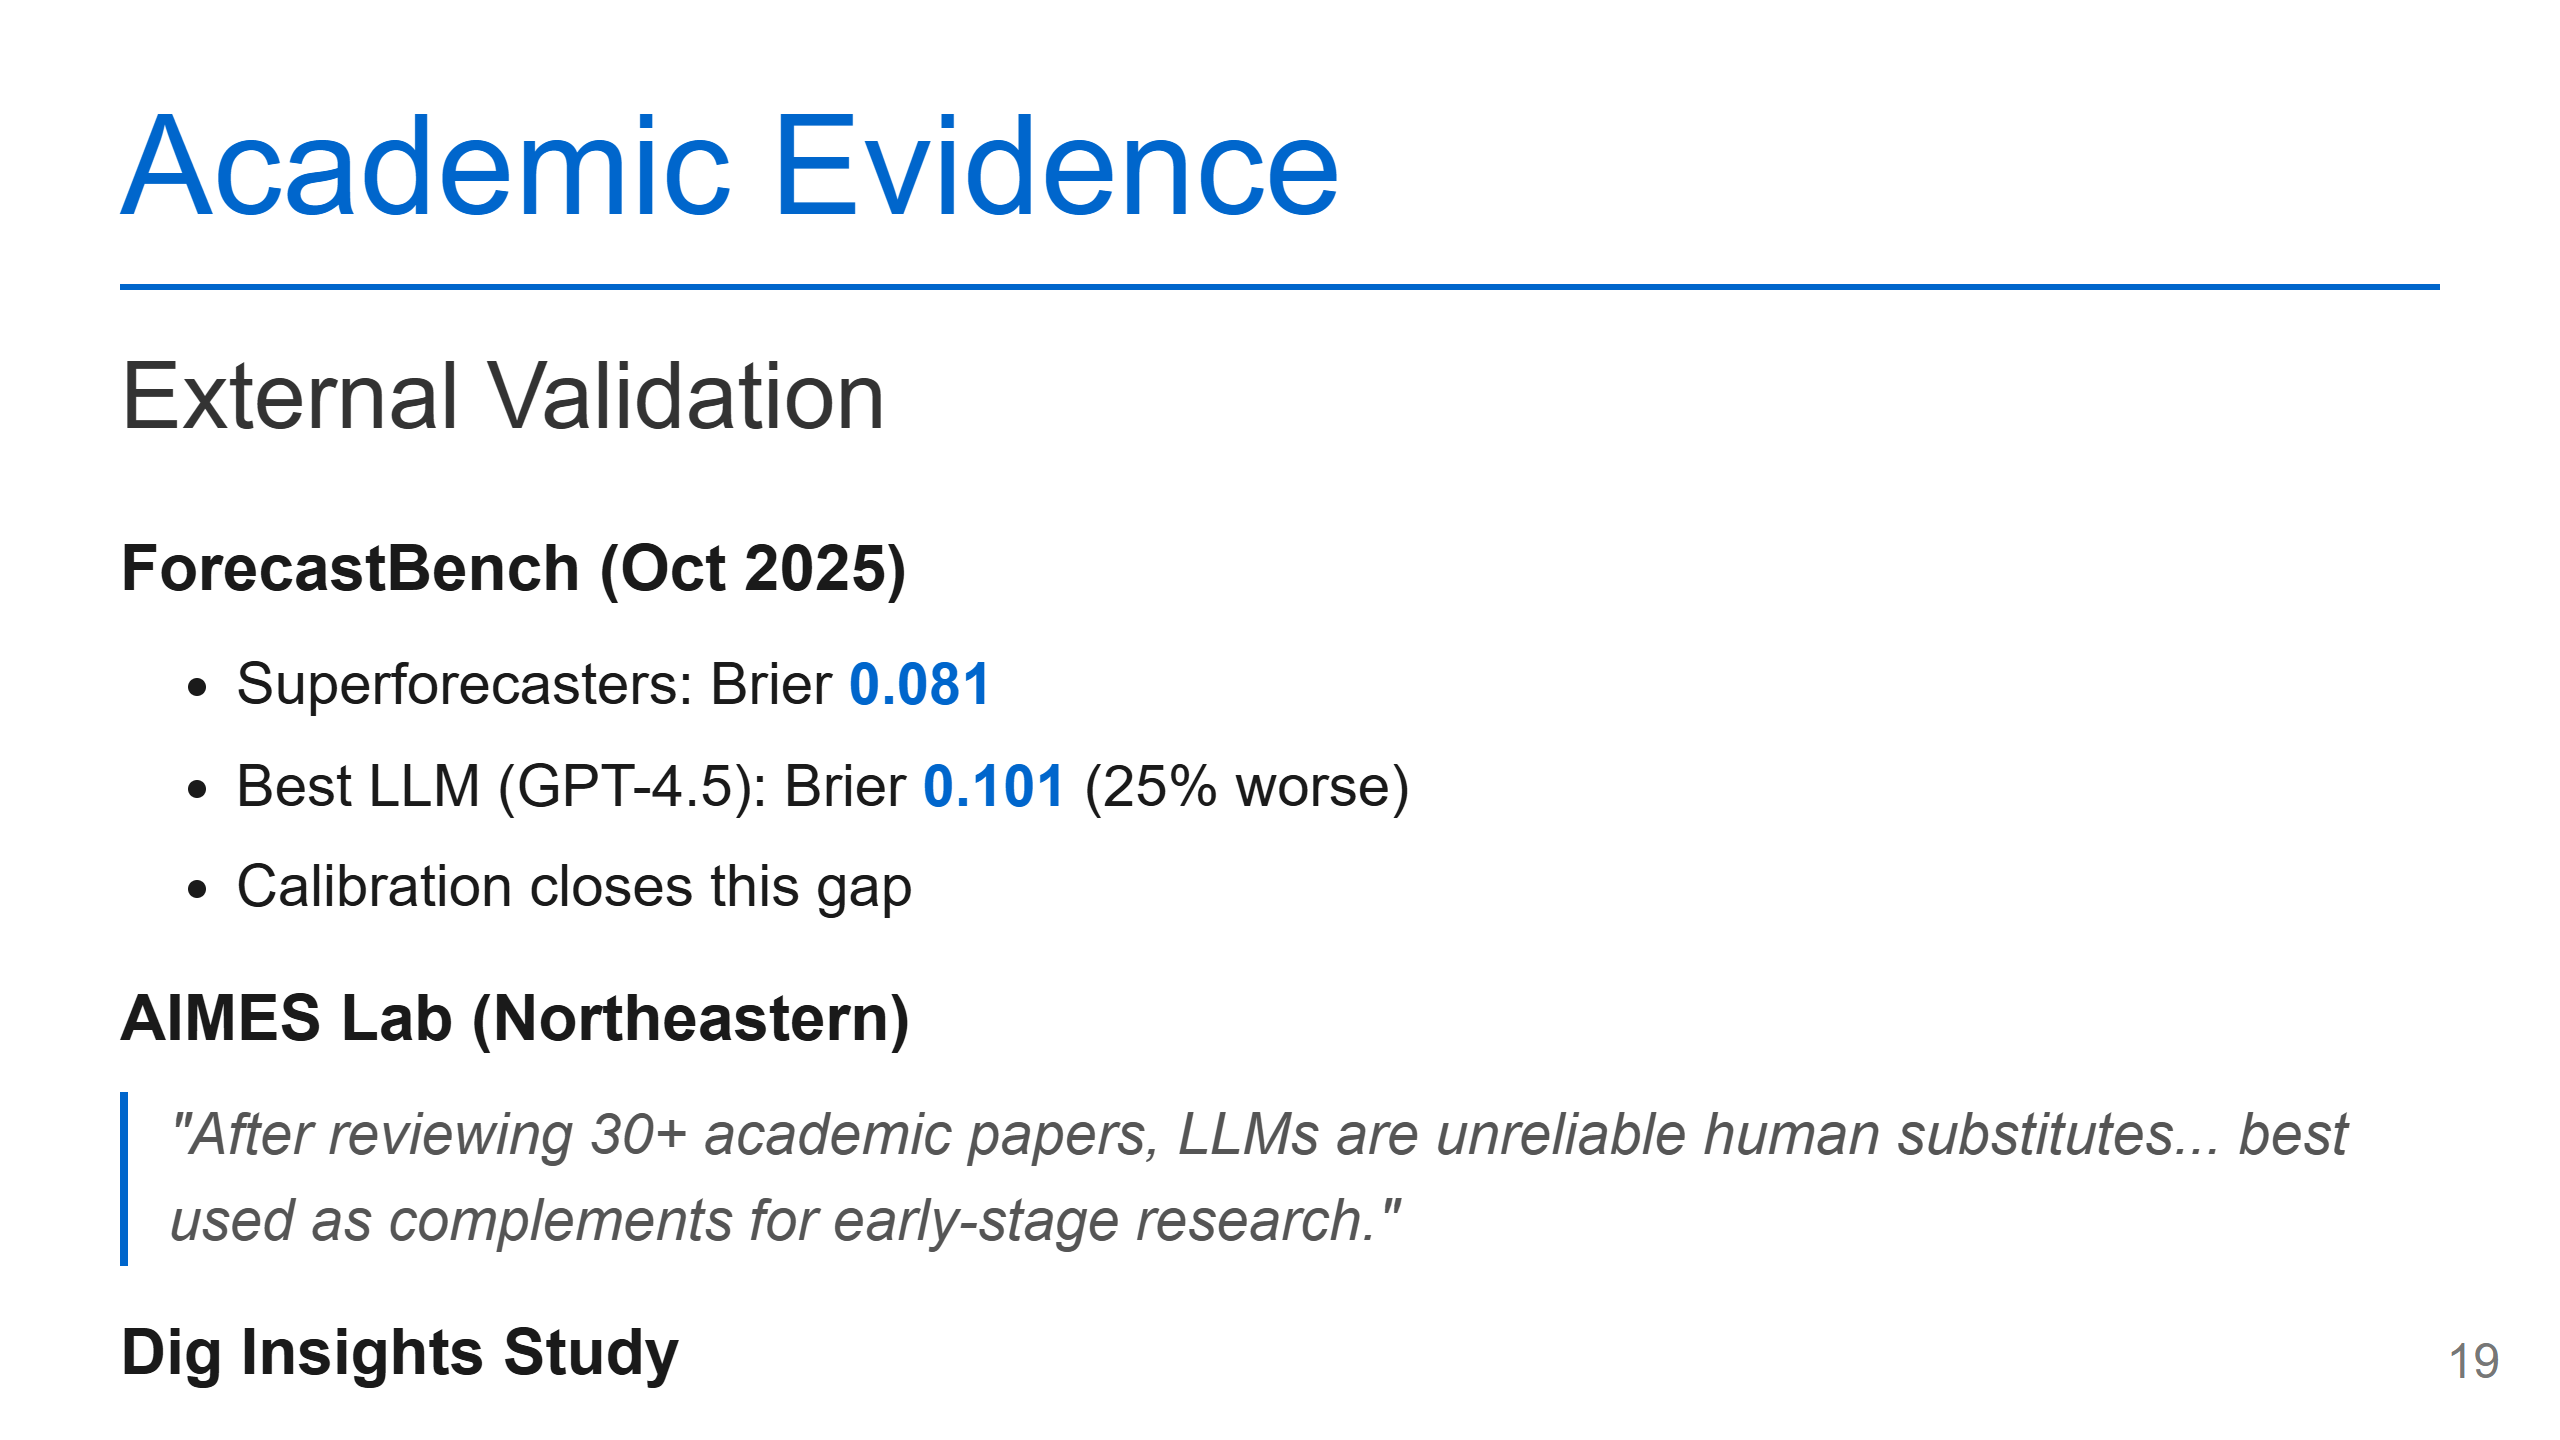 Academic Evidence
External Validation
ForecastBench (Oct 2025)
• Superforecasters: Brier 0.081
• Best LLM (GPT-4.5): Brier 0.101 (25% worse)
• Calibration closes this gap
AIMES Lab (Northeastern)
"After reviewing 30+ academic papers, LLMs are unreliable human substitutes... best
used as complements for early-stage research."
Dig Insights Study
19